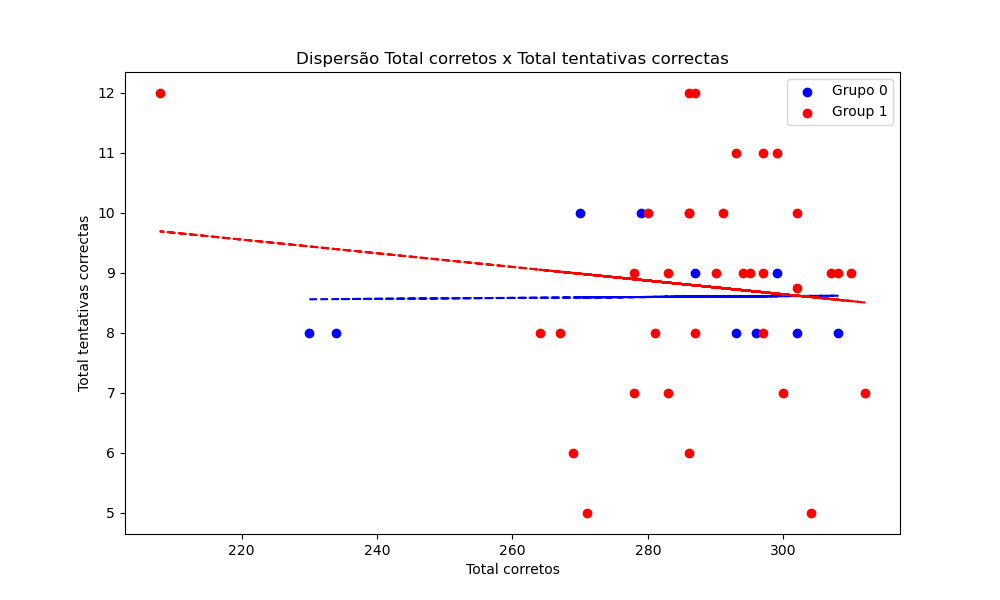 Dispersão Total corretos x Total tentativas correctas
Grupo 0
Group 1
Total tentativas correctas
12
11
10
9
8
7
6
5
220
240
260
280
300
Total corretos